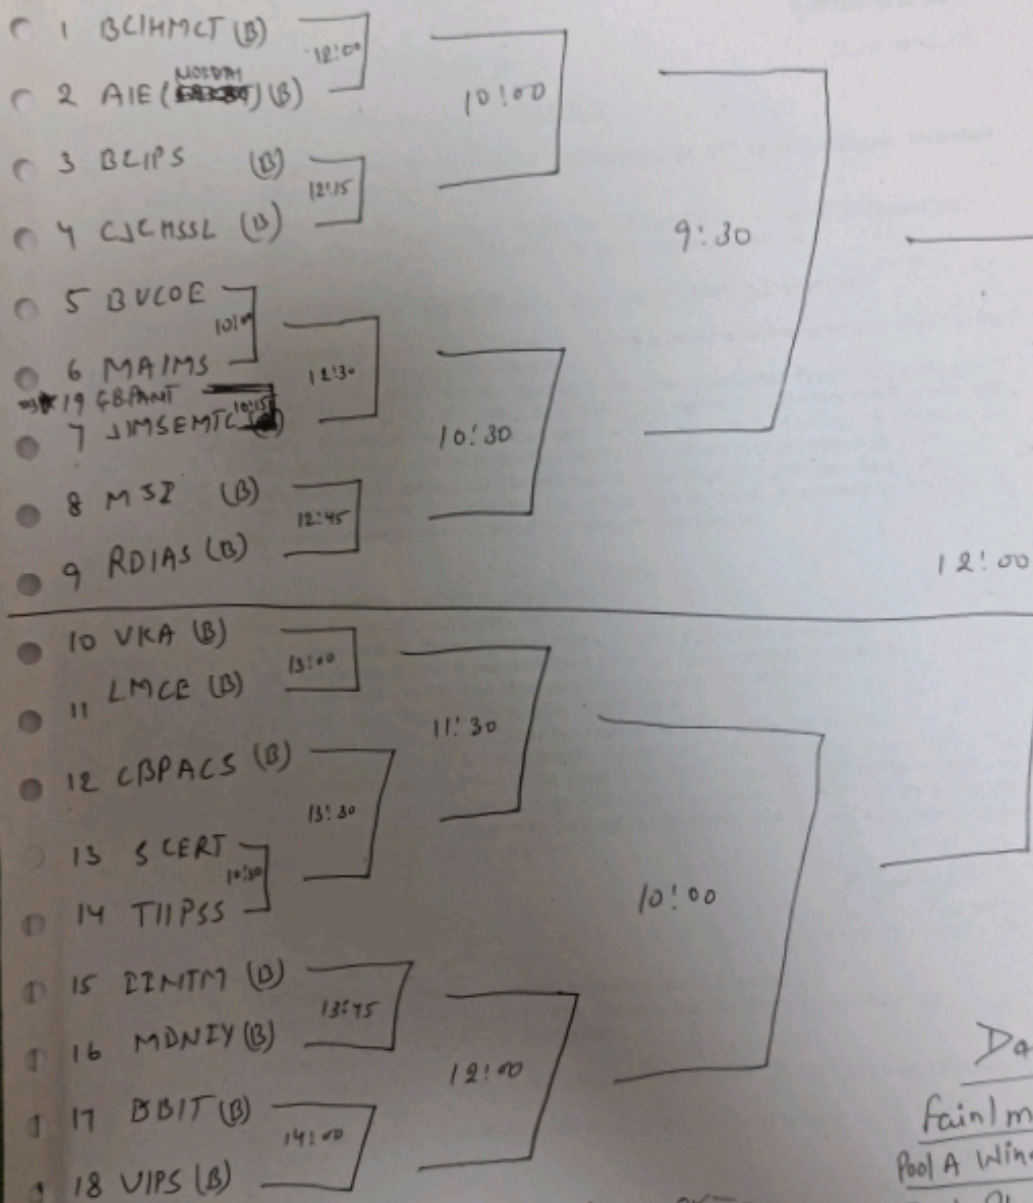 1 BCIHMCT (B)
12:00
2 AIE (NOIDA) (B)
10:00
3 BCIPS (B)
12:15
4 CJCHSSL (B)
9:30
5 BVCOE
10:00
6 MAIMS
12:30
19 GBPANT
10:15
7 JIMSEMTC
10:30
8 MSI (B)
12:45
9 RDIAS (B)
12:00
10 VKA (B)
13:00
11 LMCE (B)
11:30
12 CBPACS (B)
13:30
13 SCERT
10:30
14 TIIPSS
10:00
15 IINTM (B)
13:45
16 MDNIY (B)
12:00
17 BBIT (B)
14:00
18 VIPS (B)
Da
fainlm
Pool A Win